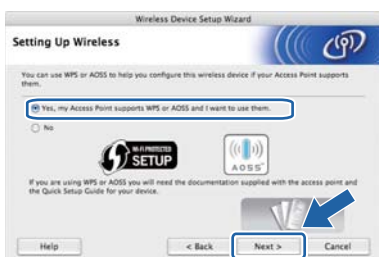 Wireless Device Setup Wizard
Setting Up Wireless
You can use WPS or AOSS to help you configure this wireless device if your Access Point supports
them.
Yes, my Access Point supports WPS or AOSS and I want to use them.
No
Wi-Fi PROTECTED
SETUP
AOSS
If you are using WPS or AOSS you will need the documentation supplied with the access point and
the Quick Setup Guide for your device.
Help
< Back
Next >
Cancel